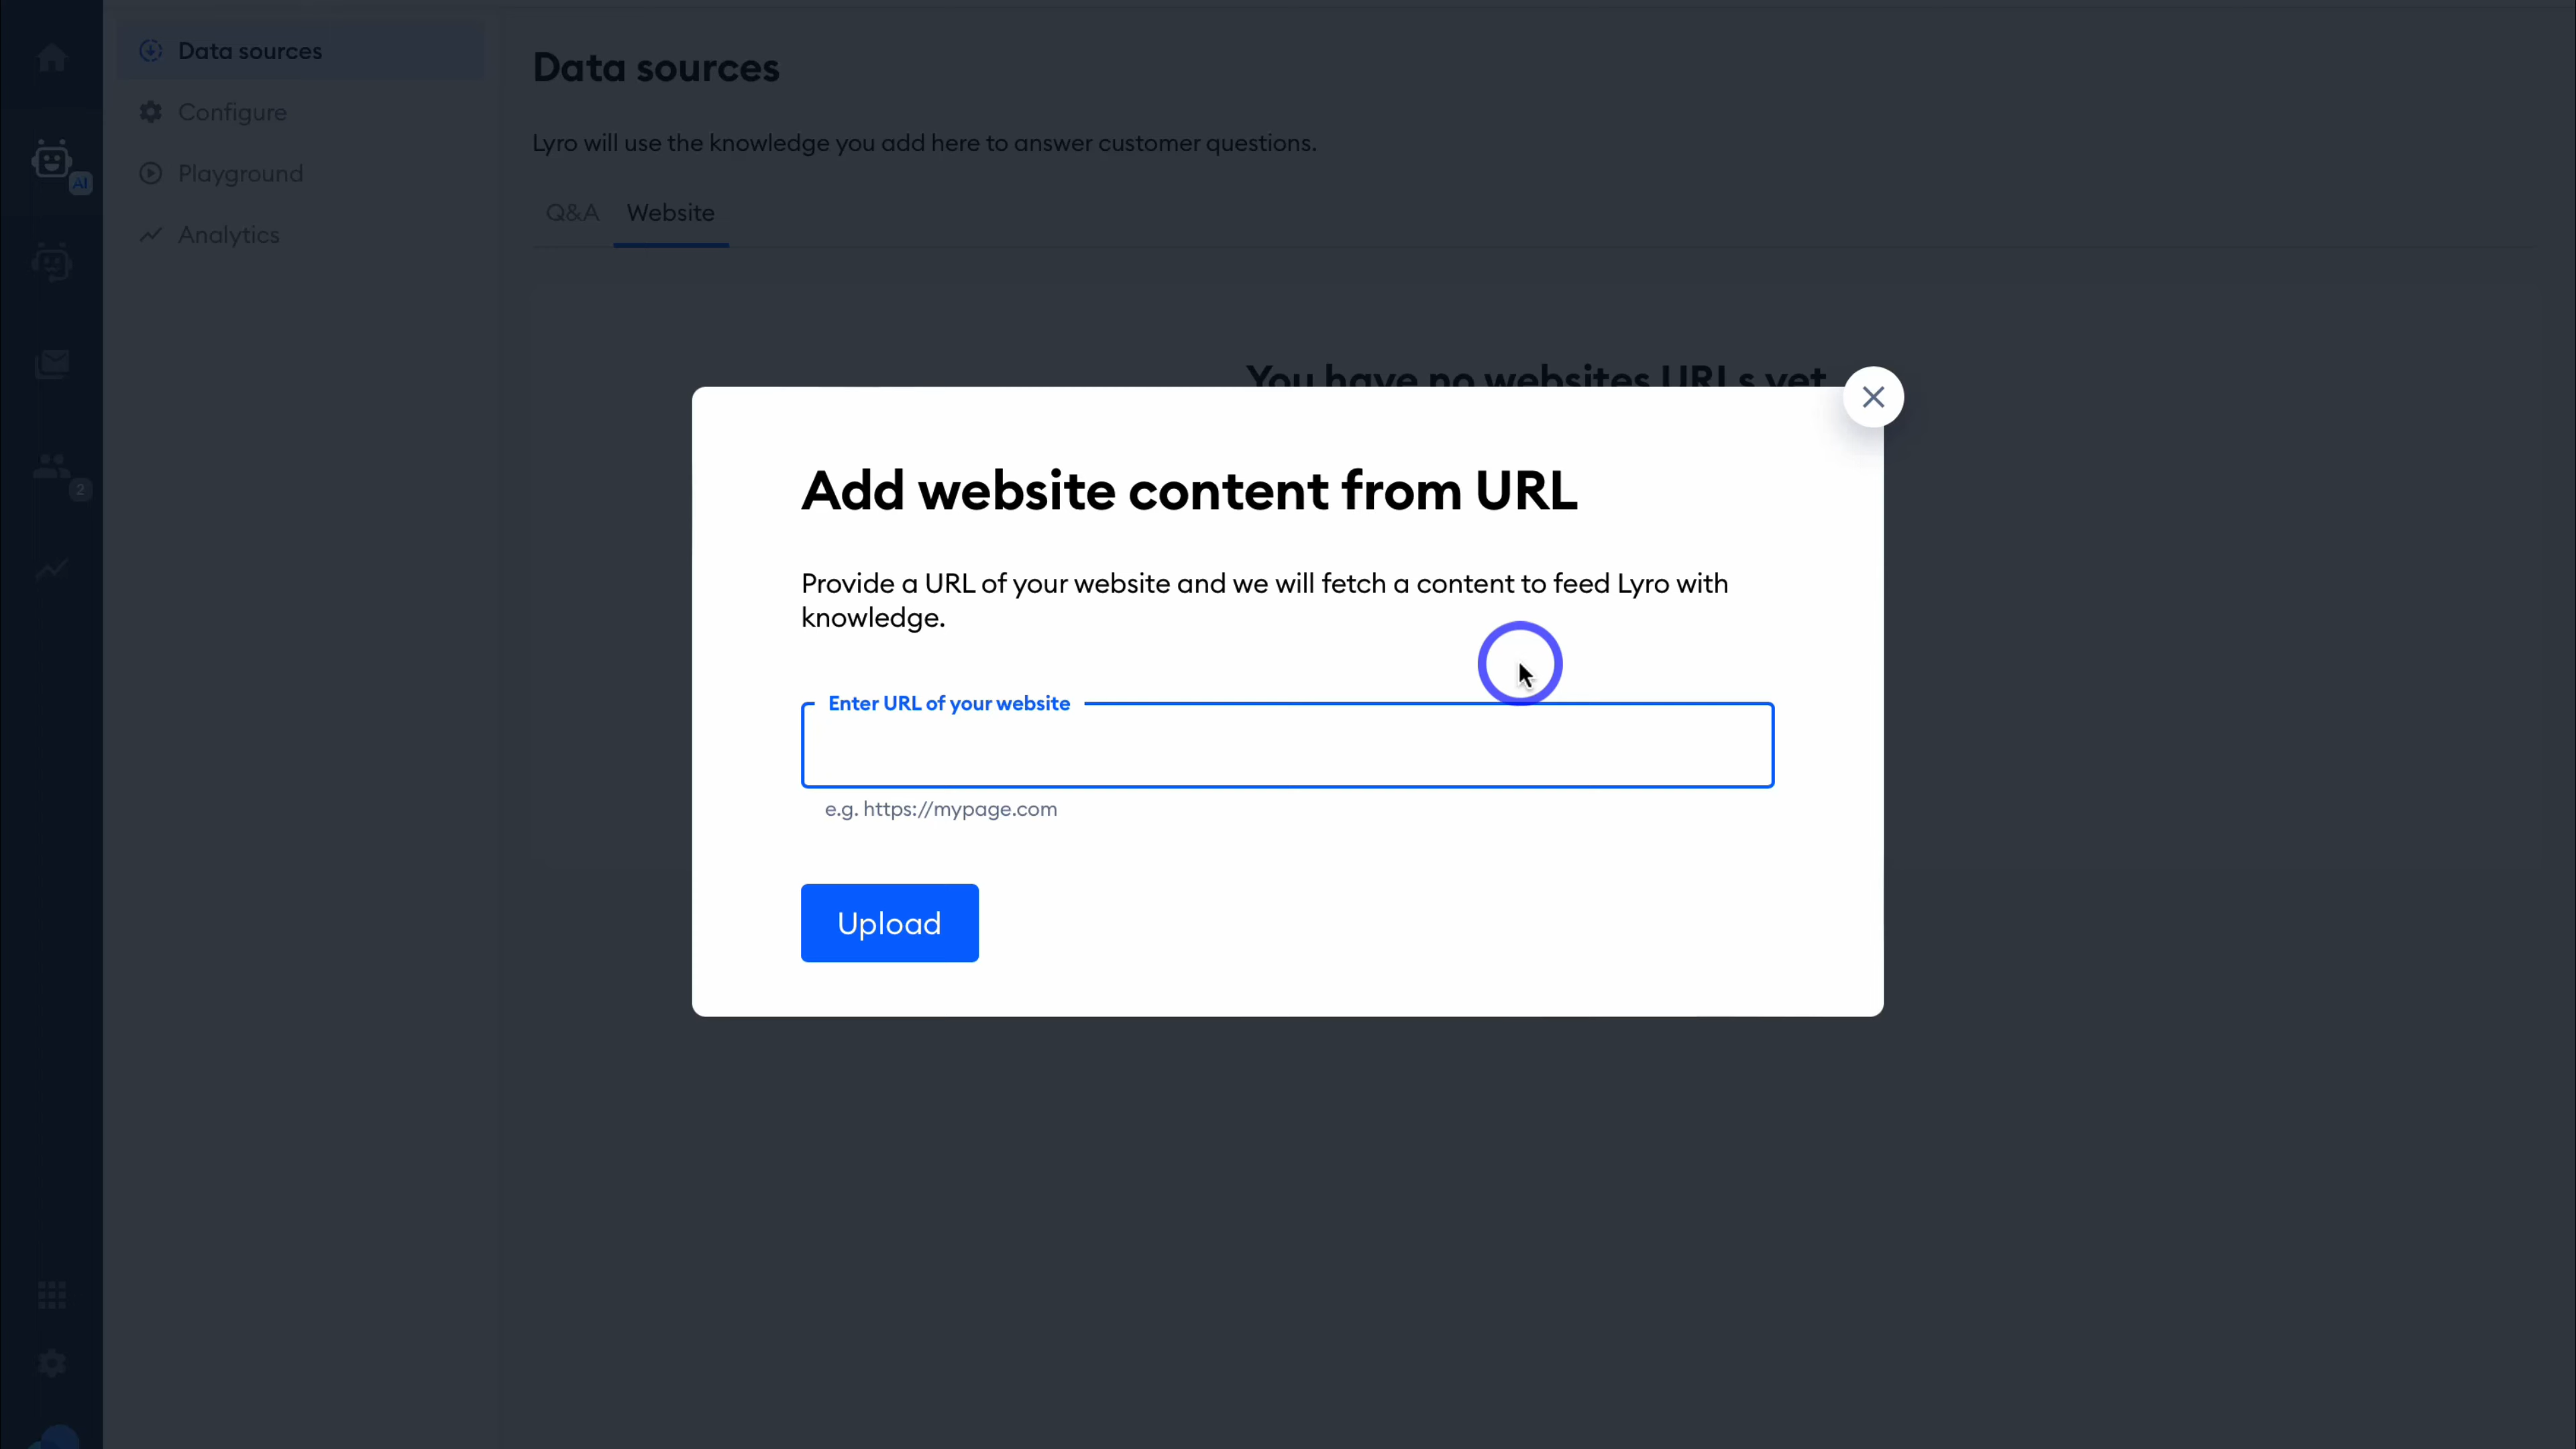 Data sources
Configure
Playground
Analytics
AI
2
Data sources
Lyro will use the knowledge you add here to answer customer questions.
Q&A Website
You have no websites URLs yet
Add website content from URL
Provide a URL of your website and we will fetch a content to feed Lyro with
knowledge.
Enter URL of your website
e.g. https://mypage.com
Upload